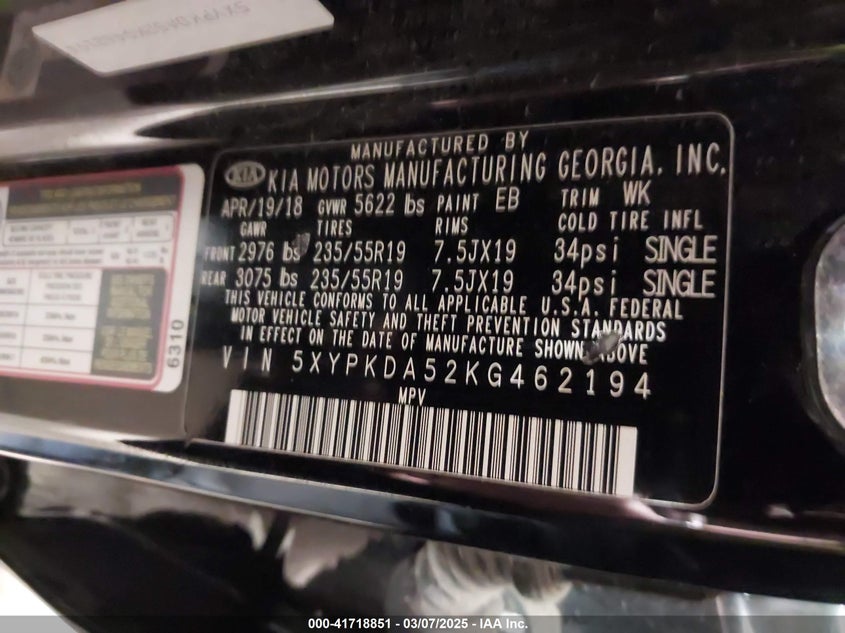 MANUFACTURED BY
KIA KIA MOTORS MANUFACTURING GEORGIA, INC.
APR/19/18 GVWR 5622 lbs PAINT EB TRIM WK
GAWR TIRES RIMS COLD TIRE INFL
FRONT 2976 lbs 235/55R19 7.5JX19 34psi SINGLE
REAR 3075 lbs 235/55R19 7.5JX19 34psi SINGLE
THIS VEHICLE CONFORMS TO ALL APPLICABLE U.S.A. FEDERAL
MOTOR VEHICLE SAFETY AND THEFT PREVENTION STANDARDS
IN EFFECT ON THE DATE OF MANUFACTURE SHOWN ABOVE
VIN 5XYPKDA52KG462194
MPV
6310
000-41718851 - 03/07/2025 - IAA Inc.